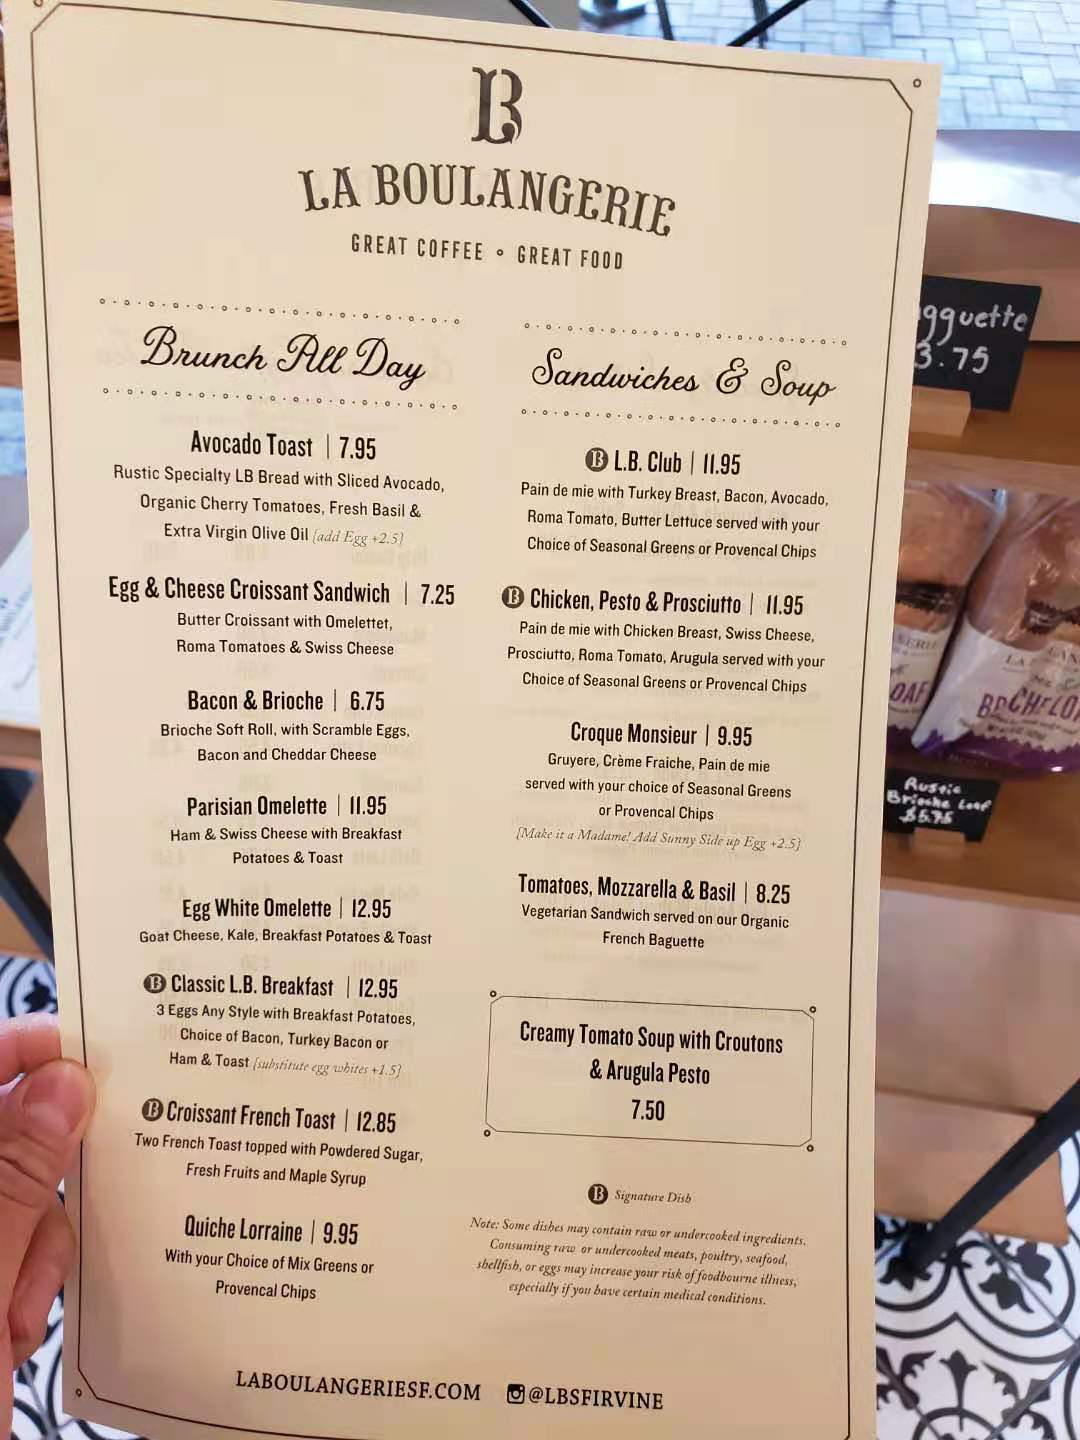 B
LA BOULANGERIE
GREAT COFFEE • GREAT FOOD
Brunch All Day
Avocado Toast | 7.95
Rustic Specialty LB Bread with Sliced Avocado,
Organic Cherry Tomatoes, Fresh Basil &
Extra Virgin Olive Oil {add Egg +2.5}
Egg & Cheese Croissant Sandwich | 7.25
Butter Croissant with Omelettet,
Roma Tomatoes & Swiss Cheese
Bacon & Brioche | 6.75
Brioche Soft Roll, with Scramble Eggs,
Bacon and Cheddar Cheese
Parisian Omelette | 11.95
Ham & Swiss Cheese with Breakfast
Potatoes & Toast
Egg White Omelette | 12.95
Goat Cheese, Kale, Breakfast Potatoes & Toast
B Classic L.B. Breakfast | 12.95
3 Eggs Any Style with Breakfast Potatoes,
Choice of Bacon, Turkey Bacon or
Ham & Toast {substitute egg whites +1.5}
B Croissant French Toast | 12.85
Two French Toast topped with Powdered Sugar,
Fresh Fruits and Maple Syrup
Quiche Lorraine | 9.95
With your Choice of Mix Greens or
Provencal Chips
Sandwiches & Soup
B L.B. Club | 11.95
Pain de mie with Turkey Breast, Bacon, Avocado,
Roma Tomato, Butter Lettuce served with your
Choice of Seasonal Greens or Provencal Chips
B Chicken, Pesto & Prosciutto | 11.95
Pain de mie with Chicken Breast, Swiss Cheese,
Prosciutto, Roma Tomato, Arugula served with your
Choice of Seasonal Greens or Provencal Chips
Croque Monsieur | 9.95
Gruyere, Crème Fraiche, Pain de mie
served with your choice of Seasonal Greens
or Provencal Chips
{Make it a Madame! Add Sunny Side up Egg +2.5}
Tomatoes, Mozzarella & Basil | 8.25
Vegetarian Sandwich served on our Organic
French Baguette
Creamy Tomato Soup with Croutons
& Arugula Pesto
7.50
B Signature Dish
Note: Some dishes may contain raw or undercooked ingredients.
Consuming raw or undercooked meats, poultry, seafood,
shellfish, or eggs may increase your risk of foodbourne illness,
especially if you have certain medical conditions.
LABOULANGERIESF.COM @LBSFIRVINE
gguette
3.75
OAF
Rustic
Brioche Loaf
$5.75